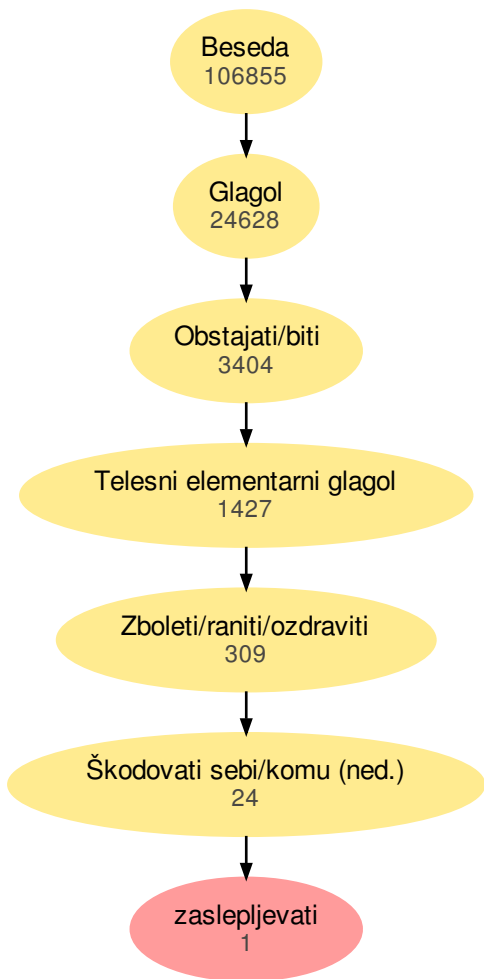 Beseda
106855
Glagol
24628
Obstajati/biti
3404
Telesni elementarni glagol
1427
Zboleti/raniti/ozdraviti
309
Škodovati sebi/komu (ned.)
24
zaslepljevati
1